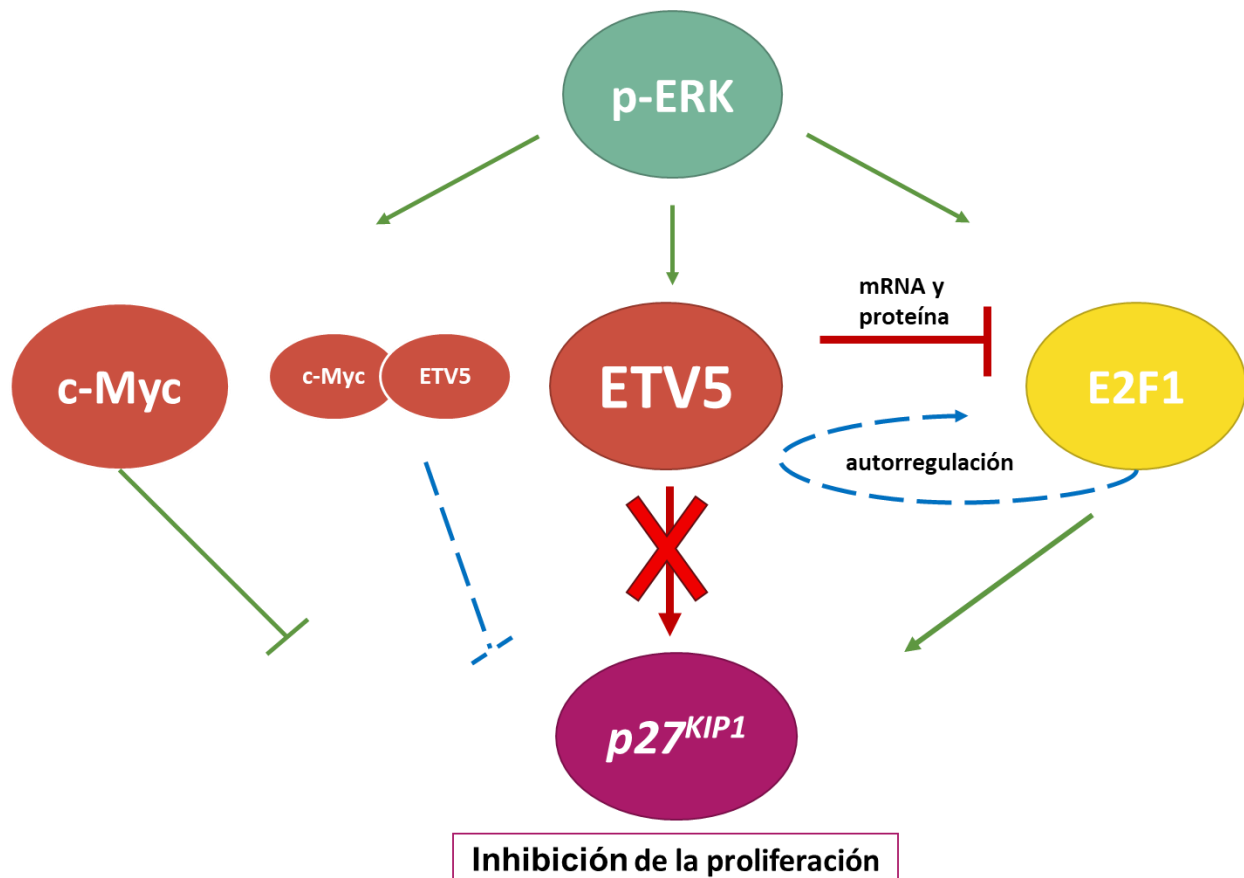 p-ERK
mRNA y
proteína
c-Myc
c-Myc
ETV5
ETV5
E2F1
autorregulación
p27KIP1
Inhibición de la proliferación